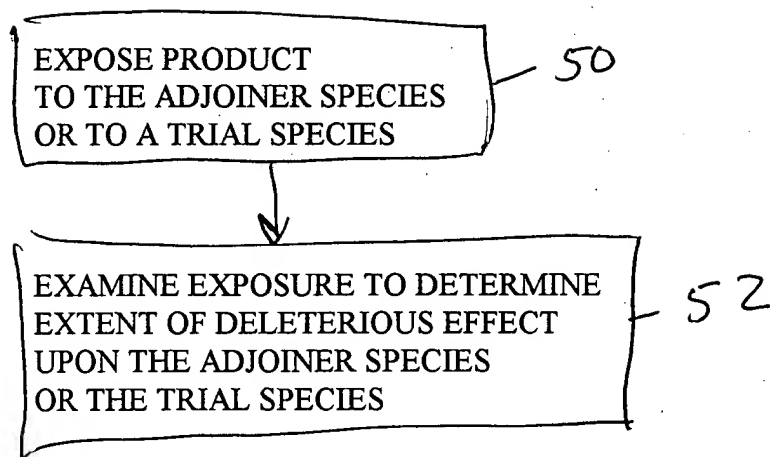 EXPOSE PRODUCT
TO THE ADJOINER SPECIES
OR TO A TRIAL SPECIES
50
EXAMINE EXPOSURE TO DETERMINE
EXTENT OF DELETERIOUS EFFECT
UPON THE ADJOINER SPECIES
OR THE TRIAL SPECIES
52